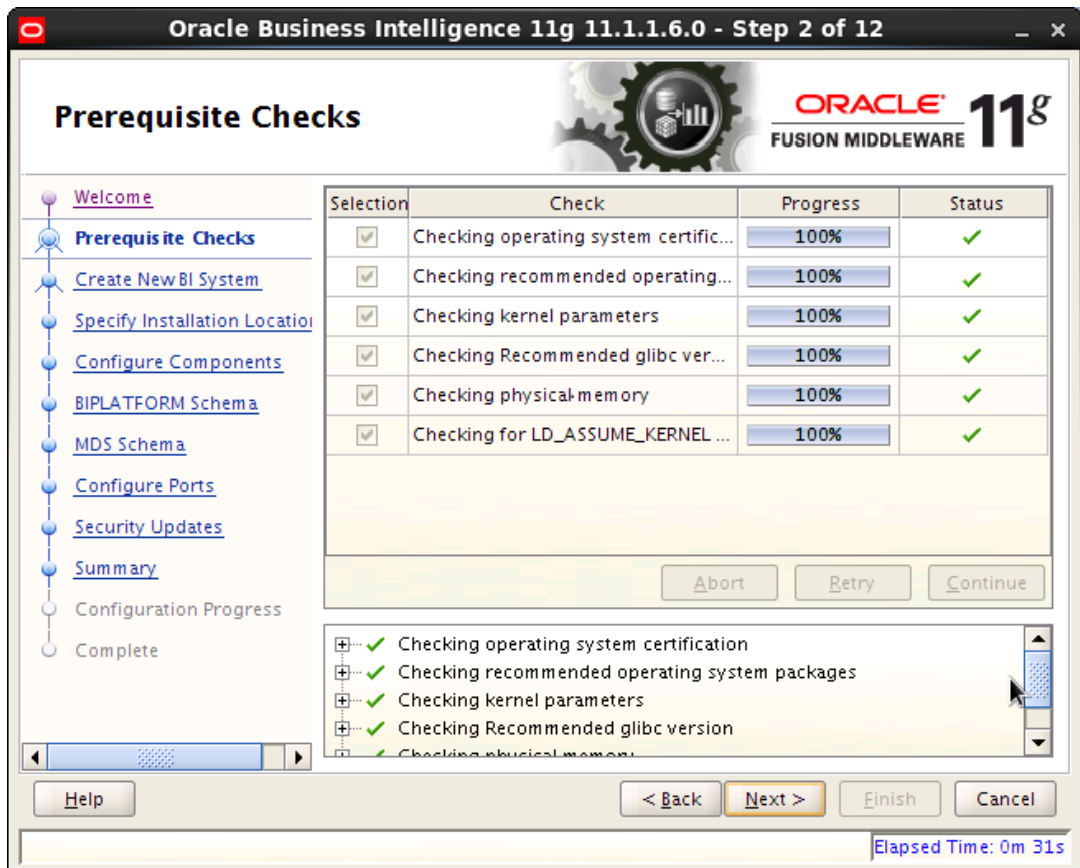 Oracle Business Intelligence 11g 11.1.1.6.0 - Step 2 of 12
Prerequisite Checks
ORACLE
FUSION MIDDLEWARE 11g
Welcome
Prerequisite Checks
Create New BI System
Specify Installation Location
Configure Components
BIPLATFORM Schema
MDS Schema
Configure Ports
Security Updates
Summary
Configuration Progress
Complete
Selection Check Progress Status
Checking operating system certific... 100%
Checking recommended operating... 100%
Checking kernel parameters 100%
Checking Recommended glibc ver... 100%
Checking physical memory 100%
Checking for LD_ASSUME_KERNEL ... 100%
Abort Retry Continue
Checking operating system certification
Checking recommended operating system packages
Checking kernel parameters
Checking Recommended glibc version
Checking physical memory
Help < Back Next > Finish Cancel
Elapsed Time: 0m 31s